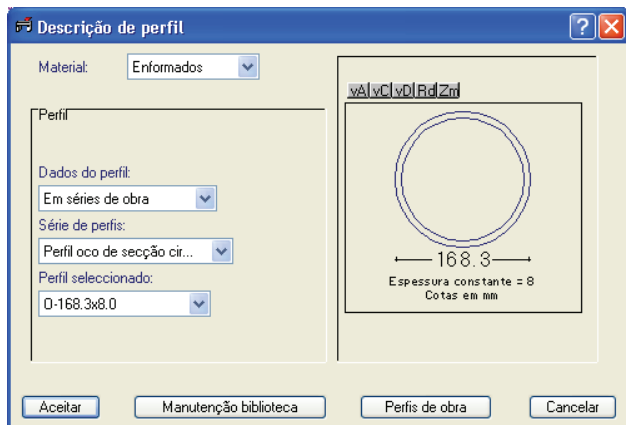 Descrição de perfil
Material: Enformados
Perfil
Dados do perfil:
Em séries de obra
Série de perfis:
Perfil oco de secção cir...
Perfil seleccionado:
O-168.3x8.0
vA vC vD Rd Zm
168.3
Espessura constante = 8
Cotas em mm
Aceitar Manutenção biblioteca Perfis de obra Cancelar